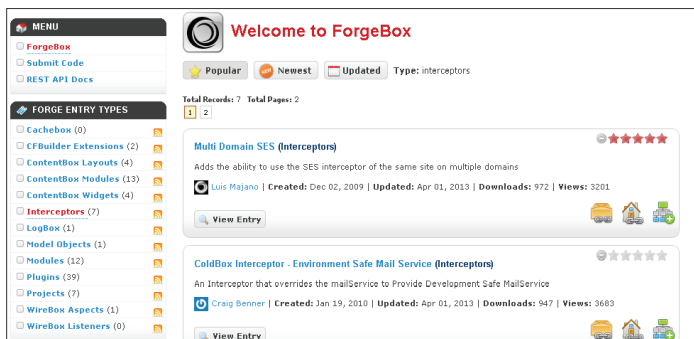 MENU
ForgeBox
Submit Code
REST API Docs
FORGE ENTRY TYPES
Cachebox (0)
CFBuilder Extensions (2)
ContentBox Layouts (4)
ContentBox Modules (13)
ContentBox Widgets (4)
Interceptors (7)
LogBox (1)
Model Objects (1)
Modules (12)
Plugins (39)
Projects (7)
WireBox Aspects (1)
WireBox Listeners (0)
Welcome to ForgeBox
Popular NEW Newest Updated Type: interceptors
Total Records: 7 Total Pages: 2
1 2
Multi Domain SES (Interceptors)
Adds the ability to use the SES interceptor of the same site on multiple domains
Luis Majano | Created: Dec 02, 2009 | Updated: Apr 01, 2013 | Downloads: 972 | Views: 3201
View Entry
ColdBox Interceptor - Environment Safe Mail Service (Interceptors)
An Interceptor that overrides the mailService to Provide Development Safe MailService
Craig Benner | Created: Jan 19, 2010 | Updated: Apr 01, 2013 | Downloads: 947 | Views: 3683
View Entry